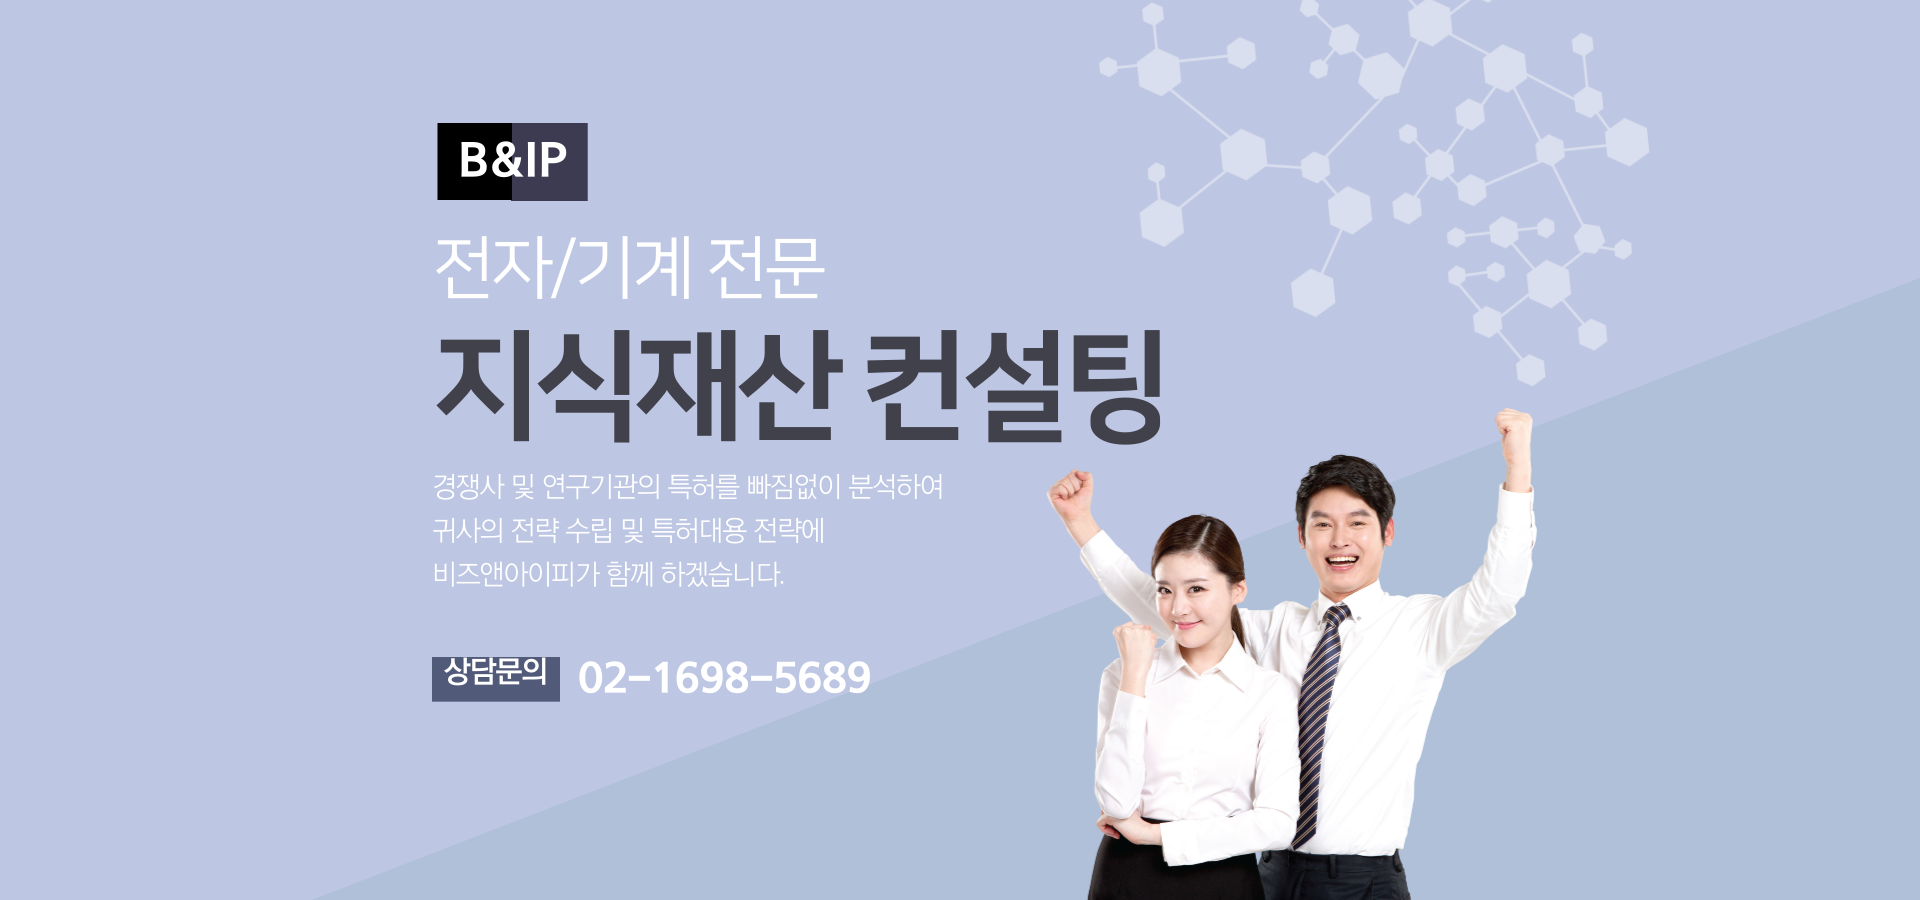 B&IP
전자/기계 전문
지식재산 컨설팅
경쟁사 및 연구기관의 특허를 빠짐없이 분석하여
귀사의 전략 수립 및 특허대용 전략에
비즈앤아이피가 함께 하겠습니다.
상담문의 02-1698-5689